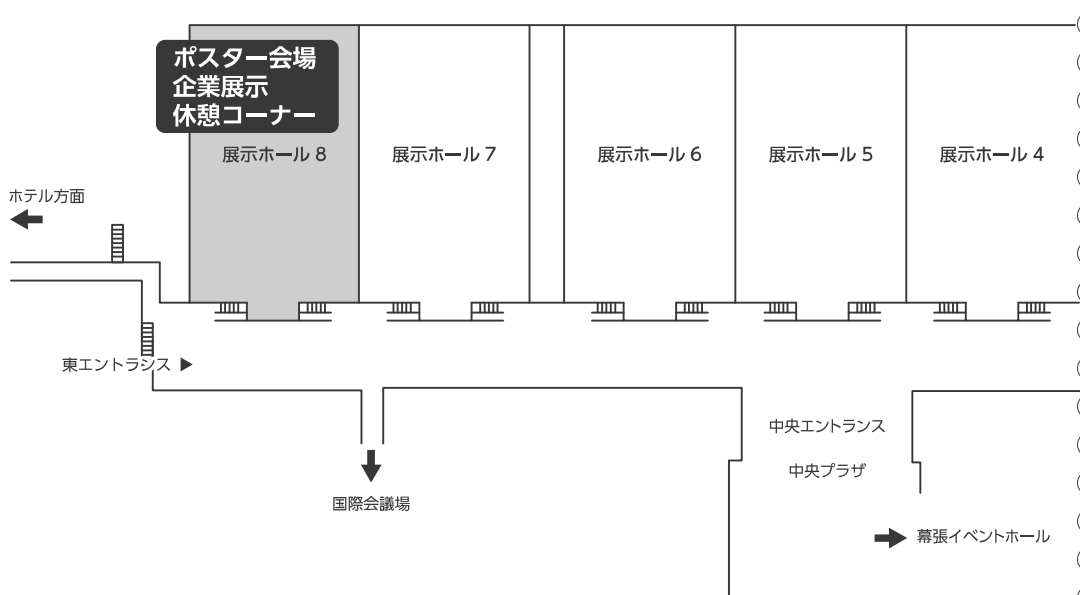 ポスター会場
企業展示
休憩コーナー
展示ホール 8
展示ホール 7
展示ホール 6
展示ホール 5
展示ホール 4
ホテル方面
東エントランス
中央エントランス
中央プラザ
国際会議場
幕張イベントホール